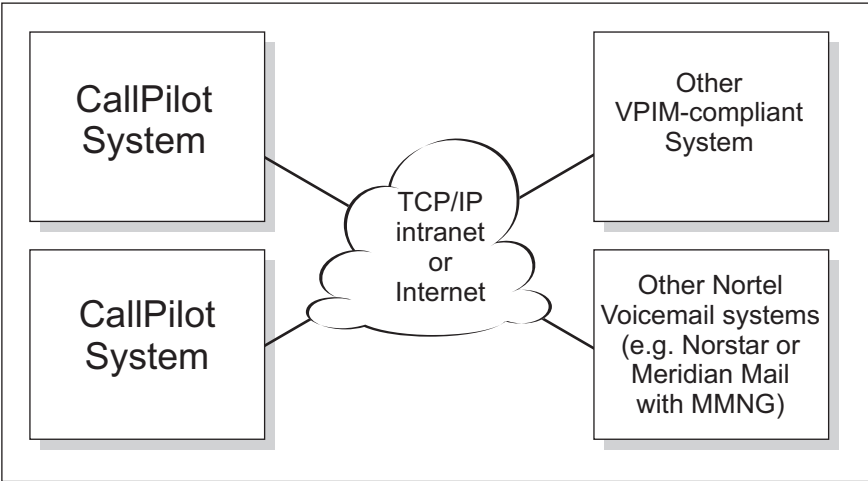 CallPilot
System
Other
VPIM-compliant
System
TCP/IP
intranet
or
Internet
CallPilot
System
Other Nortel
Voicemail systems
(e.g. Norstar or
Meridian Mail
with MMNG)